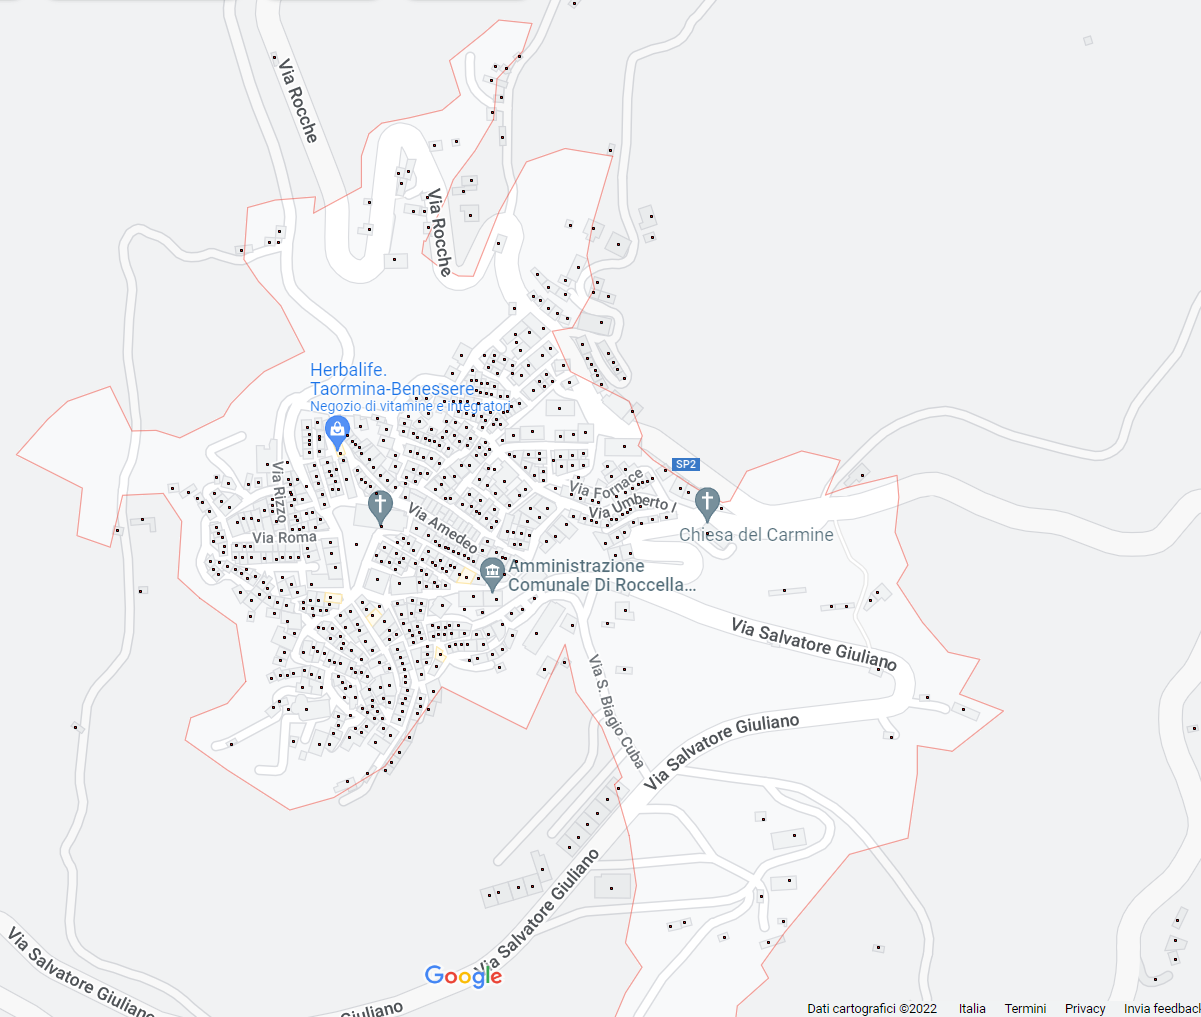 Via Rocche
Via Rocche
Herbalife.
Taormina-Benessere
Negozio di vitamine e integratori
SP2
Via Rizzo
Via Fornace
Via Umberto I
Via Amedeo
Via Roma
Chiesa del Carmine
Amministrazione
Comunale Di Roccella...
Via Salvatore Giuliano
Via S. Biagio Cuba
Via Salvatore Giuliano
Via Salvatore Giuliano
Via Salvatore Giuliano
Google
Giuliano
Dati cartografici ©2022 Italia Termini Privacy Invia feedback